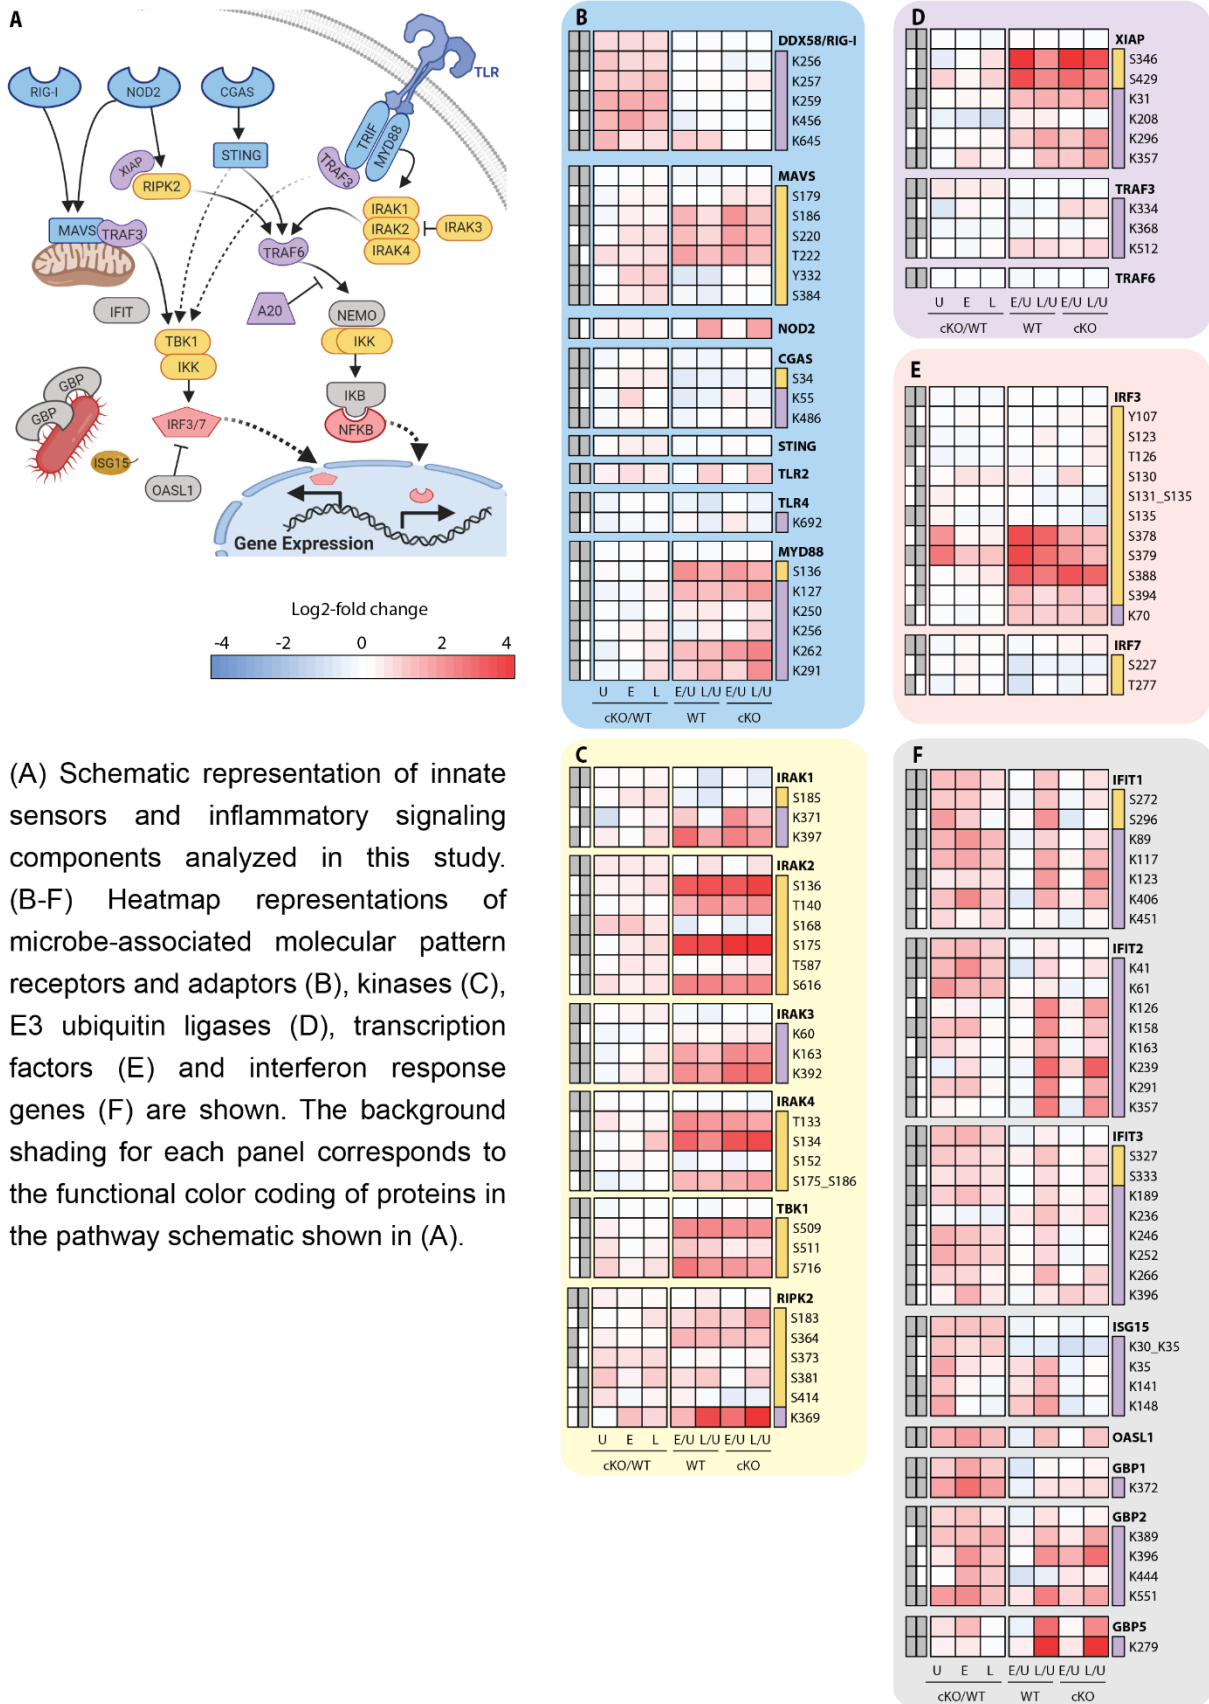 A
TLR
RIG-I
NOD2
CGAS
TRIF
MYD88
TRAF3
XIAP
RIPK2
STING
IRAK1
IRAK2
IRAK4
IRAK3
MAVS
TRAF3
TRAF6
IFIT
A20
NEMO
IKK
TBK1
IKK
GBP
GBP
IKB
NFKB
IRF3/7
ISG15
OASL1
Gene Expression
Log2-fold change
-4 -2 0 2 4
(A) Schematic representation of innate
sensors and inflammatory signaling
components analyzed in this study.
(B-F) Heatmap representations of
microbe-associated molecular pattern
receptors and adaptors (B), kinases (C),
E3 ubiquitin ligases (D), transcription
factors (E) and interferon response
genes (F) are shown. The background
shading for each panel corresponds to
the functional color coding of proteins in
the pathway schematic shown in (A).
B
DDX58/RIG-I
K256
K257
K259
K456
K645
MAVS
S179
S186
S220
T222
Y332
S384
NOD2
CGAS
S34
K55
K486
STING
TLR2
TLR4
K692
MYD88
S136
K127
K250
K256
K262
K291
U E L E/U L/U E/U L/U
cKO/WT WT cKO
C
IRAK1
S185
K371
K397
IRAK2
S136
T140
S168
S175
T587
S616
IRAK3
K60
K163
K392
IRAK4
T133
S134
S152
S175_S186
TBK1
S509
S511
S716
RIPK2
S183
S364
S373
S381
S414
K369
U E L E/U L/U E/U L/U
cKO/WT WT cKO
D
XIAP
S346
S429
K31
K208
K296
K357
TRAF3
K334
K368
K512
TRAF6
U E L E/U L/U E/U L/U
cKO/WT WT cKO
E
IRF3
Y107
S123
T126
S130
S131_S135
S135
S378
S379
S388
S394
K70
IRF7
S227
T277
F
IFIT1
S272
S296
K89
K117
K123
K406
K451
IFIT2
K41
K61
K126
K158
K163
K239
K291
K357
IFIT3
S327
S333
K189
K236
K246
K252
K266
K396
ISG15
K30_K35
K35
K141
K148
OASL1
GBP1
K372
GBP2
K389
K396
K444
K551
GBP5
K279
U E L E/U L/U E/U L/U
cKO/WT WT cKO